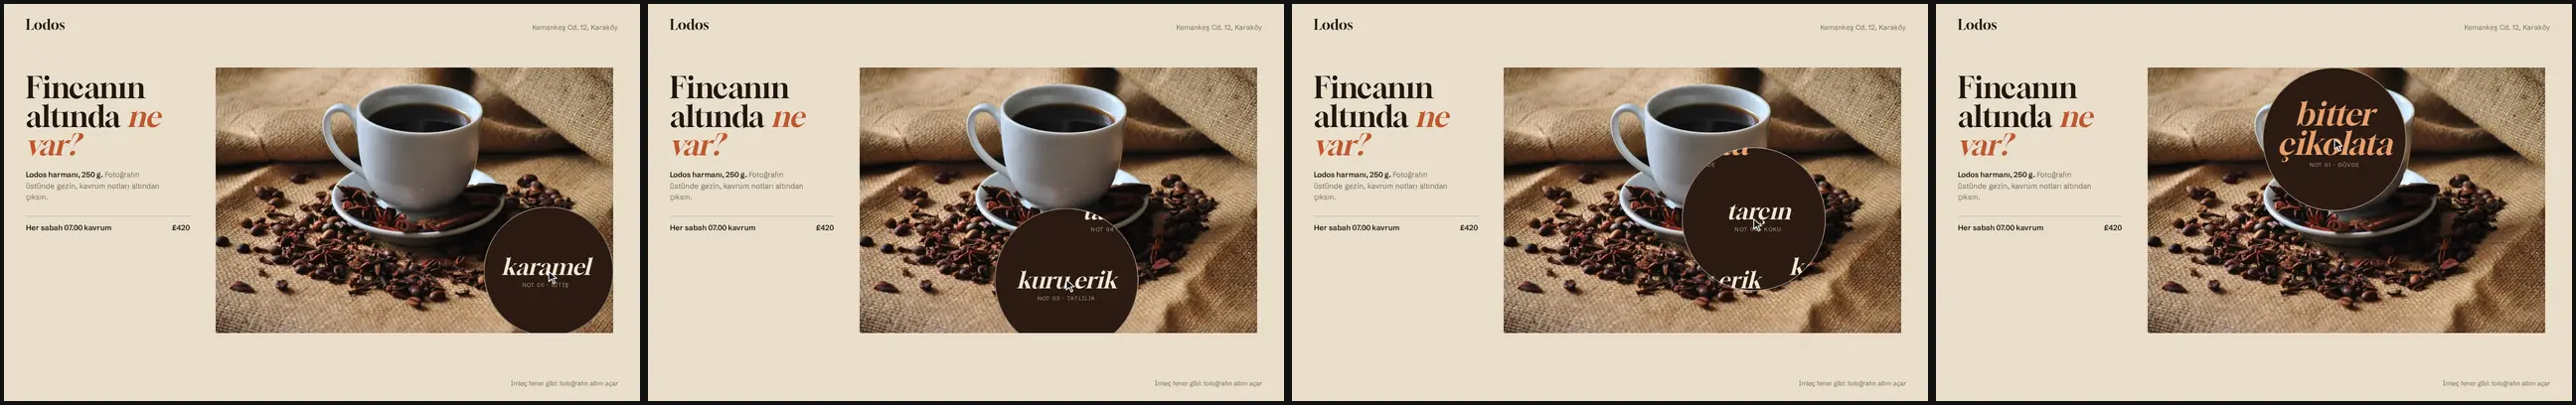 Lodos
Kemankeş Cd. 12, Karaköy
Fincanın
altında ne
var?
Lodos harmanı, 250 g. Fotoğrafın
üstünde gezin, kavrum notları altından
çıksın.
Her sabah 07.00 kavrum
₤420
karamel
İmleç fener gibi: fotoğrafın altını açar
Lodos
Kemankeş Cd. 12, Karaköy
Fincanın
altında ne
var?
Lodos harmanı, 250 g. Fotoğrafın
üstünde gezin, kavrum notları altından
çıksın.
Her sabah 07.00 kavrum
₤420
NOT 04
kuru erik
NOT 03 · TATLILIK
İmleç fener gibi: fotoğrafın altını açar
Lodos
Kemankeş Cd. 12, Karaköy
Fincanın
altında ne
var?
Lodos harmanı, 250 g. Fotoğrafın
üstünde gezin, kavrum notları altından
çıksın.
Her sabah 07.00 kavrum
₤420
tarçın
NOT KOKU
erik k
İmleç fener gibi: fotoğrafın altını açar
Lodos
Kemankeş Cd. 12, Karaköy
Fincanın
altında ne
var?
Lodos harmanı, 250 g. Fotoğrafın
üstünde gezin, kavrum notları altından
çıksın.
Her sabah 07.00 kavrum
₤420
bitter
çikolata
NOT 01 · GÖVDE
İmleç fener gibi: fotoğrafın altını açar